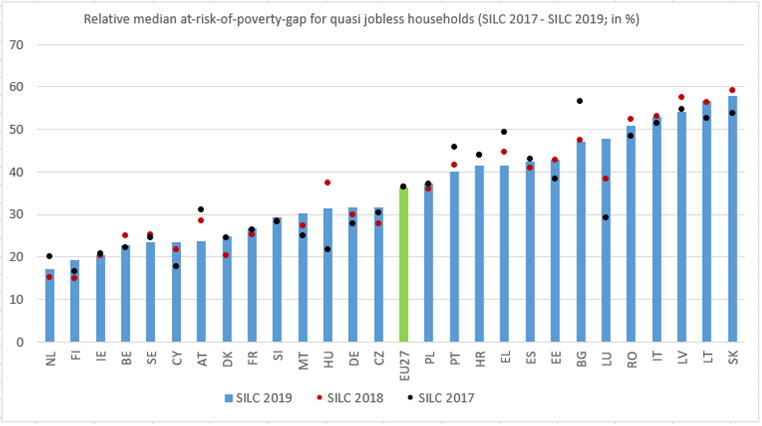 Relative median at-risk-of-poverty-gap for quasi jobless households (SILC 2017 - SILC 2019; in %)
70
60
50
40
30
20
10
0
NL FI IE BE SE CY AT DK FR SI MT HU DE CZ EU27 PL PT HR EL ES EE BG LU RO IT LV LT SK
SILC 2019 SILC 2018 SILC 2017